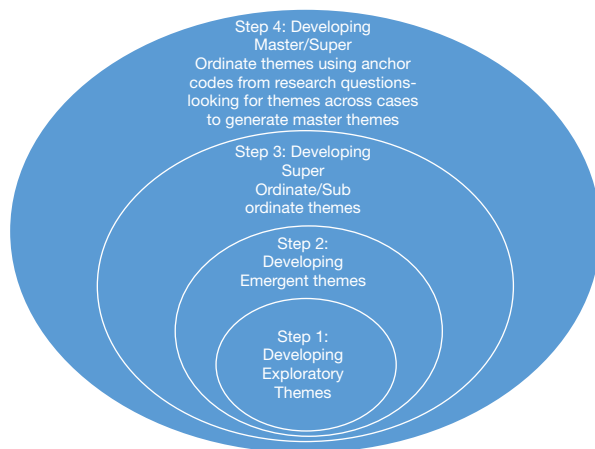 Step 4: Developing
Master/Super
Ordinate themes using anchor
codes from research questions-
looking for themes across cases
to generate master themes
Step 3: Developing
Super
Ordinate/Sub
ordinate themes
Step 2:
Developing
Emergent themes
Step 1:
Developing
Exploratory
Themes